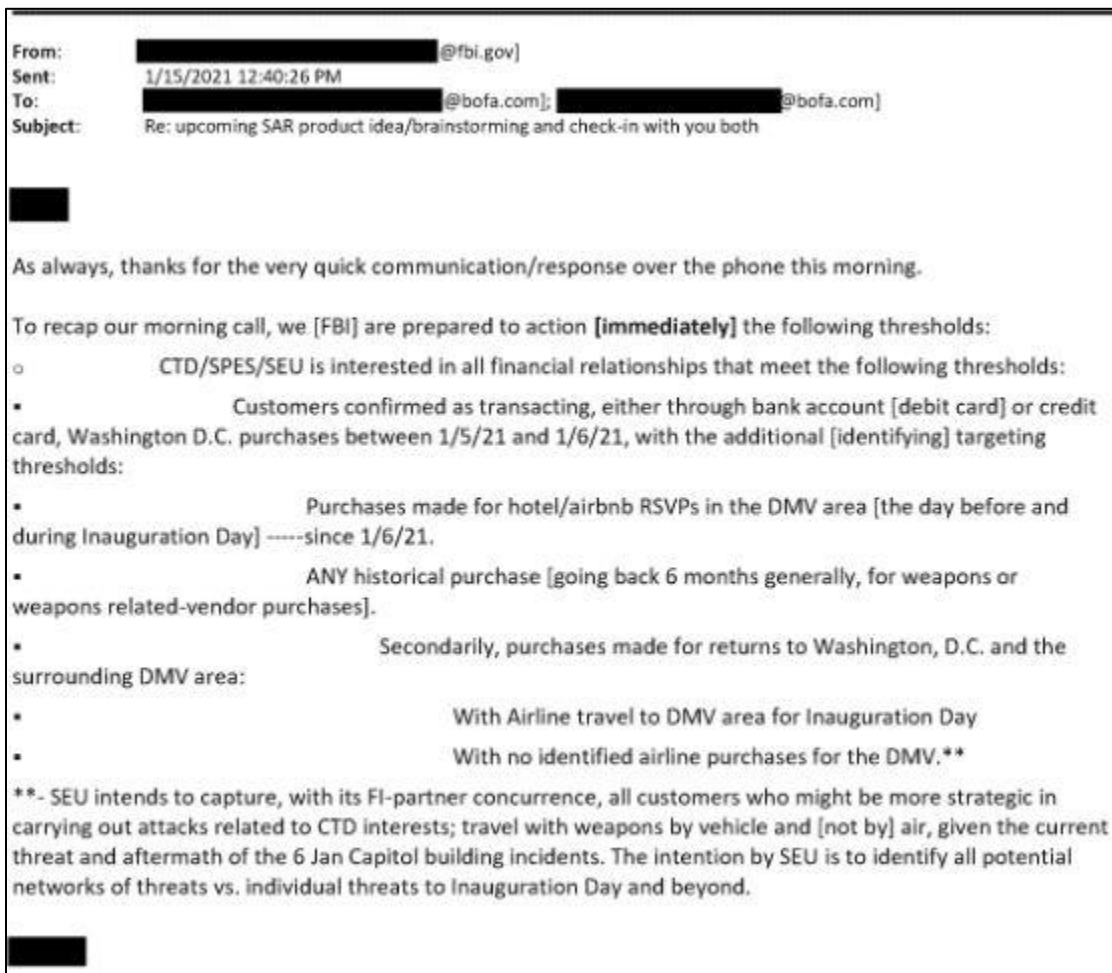 From: @fbi.gov]
Sent: 1/15/2021 12:40:26 PM
To: @bofa.com]; @bofa.com]
Subject: Re: upcoming SAR product idea/brainstorming and check-in with you both
As always, thanks for the very quick communication/response over the phone this morning.
To recap our morning call, we [FBI] are prepared to action [immediately] the following thresholds:
o CTD/SPES/SEU is interested in all financial relationships that meet the following thresholds:
▪ Customers confirmed as transacting, either through bank account [debit card] or credit
card, Washington D.C. purchases between 1/5/21 and 1/6/21, with the additional [identifying] targeting
thresholds:
▪ Purchases made for hotel/airbnb RSVPs in the DMV area [the day before and
during Inauguration Day] -----since 1/6/21.
▪ ANY historical purchase [going back 6 months generally, for weapons or
weapons related-vendor purchases].
▪ Secondarily, purchases made for returns to Washington, D.C. and the
surrounding DMV area:
▪ With Airline travel to DMV area for Inauguration Day
▪ With no identified airline purchases for the DMV.**
**- SEU intends to capture, with its FI-partner concurrence, all customers who might be more strategic in
carrying out attacks related to CTD interests; travel with weapons by vehicle and [not by] air, given the current
threat and aftermath of the 6 Jan Capitol building incidents. The intention by SEU is to identify all potential
networks of threats vs. individual threats to Inauguration Day and beyond.